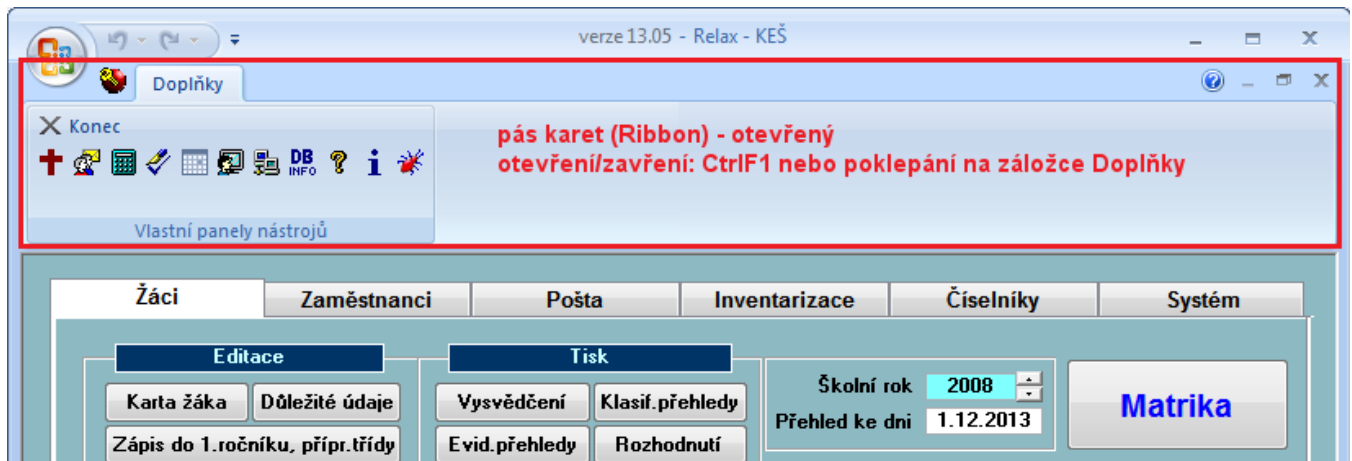 verze 13.05 - Relax - KEŠ
Doplňky
Konec
pás karet (Ribbon) - otevřený
DB
INFO
otevření/zavření: CtrlF1 nebo poklepání na záložce Doplňky
Vlastní panely nástrojů
Žáci Zaměstnanci Pošta Inventarizace Číselníky Systém
Editace Tisk
Školní rok 2008
Karta žáka Důležité údaje Vysvědčení Klasif.přehledy Matrika
Přehled ke dni 1.12.2013
Zápis do 1.ročníku, přípr.třídy Evid.přehledy Rozhodnutí